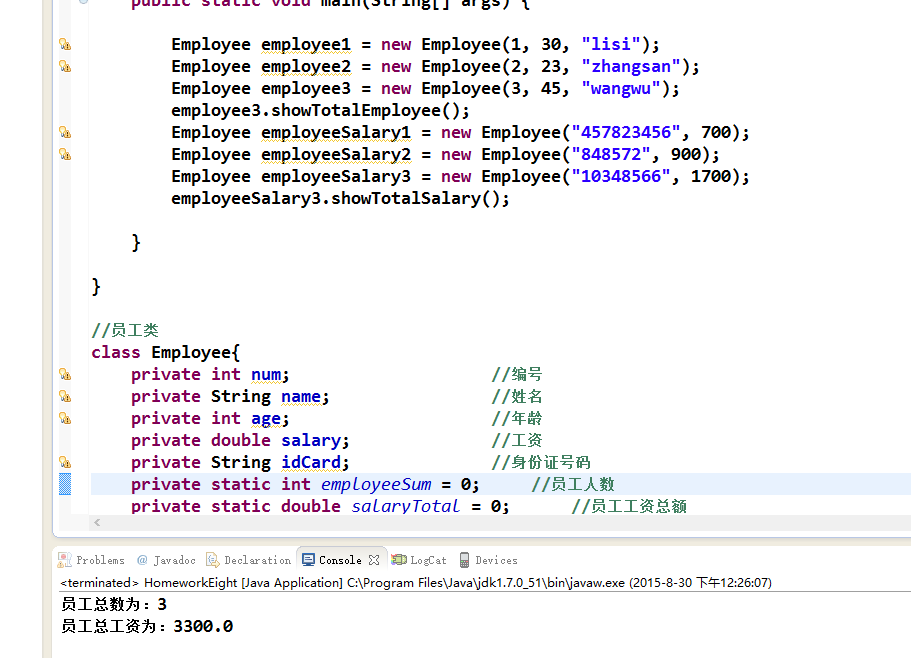 public static void main(String[] args) {
Employee employee1 = new Employee(1, 30, "lisi");
Employee employee2 = new Employee(2, 23, "zhangsan");
Employee employee3 = new Employee(3, 45, "wangwu");
employee3.showTotalEmployee();
Employee employeeSalary1 = new Employee("457823456", 700);
Employee employeeSalary2 = new Employee("848572", 900);
Employee employeeSalary3 = new Employee("10348566", 1700);
employeeSalary3.showTotalSalary();
}
}
//员工类
class Employee{
private int num; //编号
private String name; //姓名
private int age; //年龄
private double salary; //工资
private String idCard; //身份证号码
private static int employeeSum = 0; //员工人数
private static double salaryTotal = 0; //员工工资总额
Problems @ Javadoc Declaration Console LogCat Devices
<terminated> HomeworkEight [Java Application] C:\Program Files\Java\jdk1.7.0_51\bin\javaw.exe (2015-8-30 下午12:26:07)
员工总数为：3
员工总工资为：3300.0